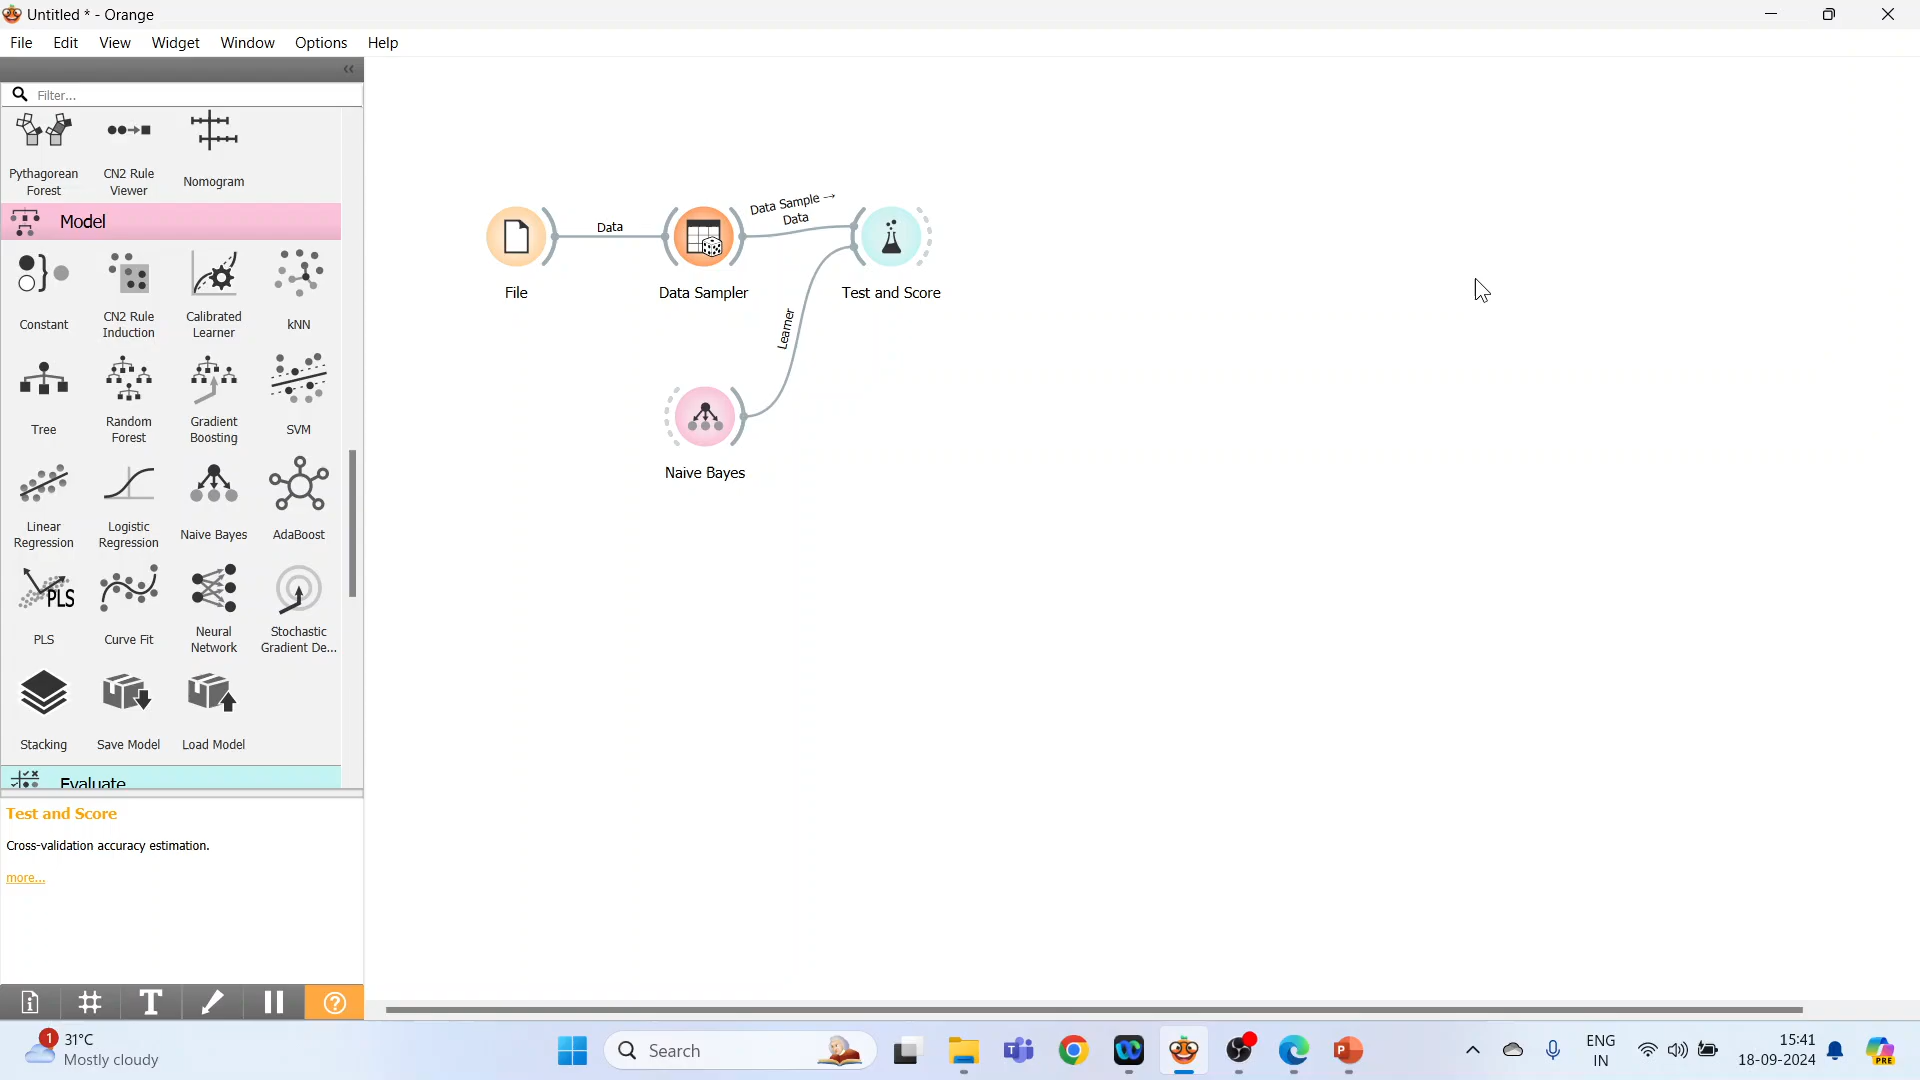 Untitled * - Orange
File Edit View Widget Window Options Help
Filter...
Pythagorean
Forest
CN2 Rule
Viewer
Nomogram
Model
Constant
CN2 Rule
Induction
Calibrated
Learner
kNN
Tree
Random
Forest
Gradient
Boosting
SVM
Linear
Regression
Logistic
Regression
Naive Bayes
AdaBoost
PLS
PLS
Curve Fit
Neural
Network
Stochastic
Gradient De...
Stacking
Save Model
Load Model
Evaluate
Test and Score
Cross-validation accuracy estimation.
more...
File
Data
Data Sampler
Data Sample →
Data
Test and Score
Learner
Naive Bayes
1
31°C
Mostly cloudy
Search
ENG
IN
15:41
18-09-2024
PRE